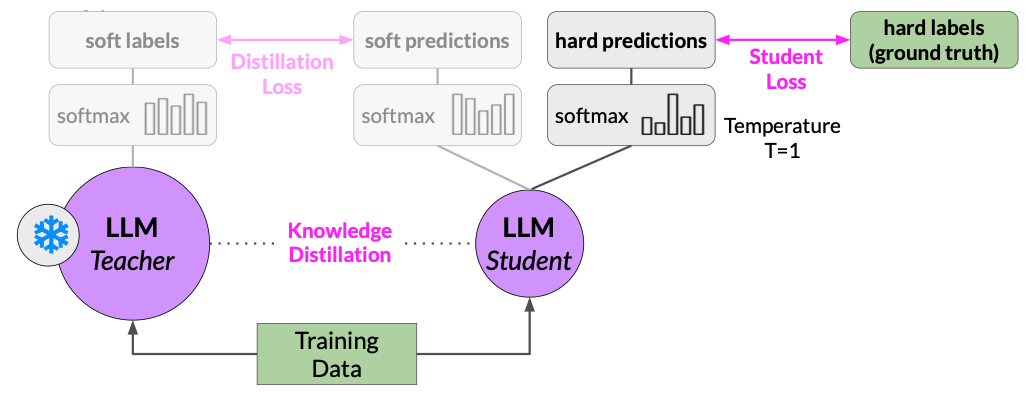 soft labels
soft predictions
hard predictions
hard labels
(ground truth)
Distillation
Loss
Student
Loss
softmax
softmax
softmax
Temperature
T=1
LLM
Teacher
Knowledge
Distillation
LLM
Student
Training
Data